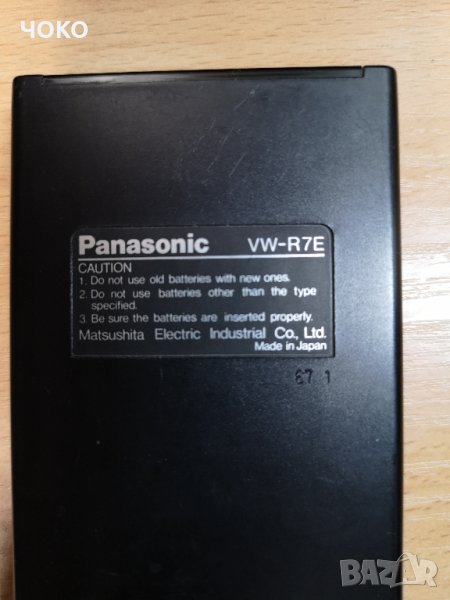 ЧОКО
Panasonic VW-R7E
CAUTION
1. Do not use old batteries with new ones.
2. Do not use batteries other than the type
specified.
3. Be sure the batteries are inserted properly.
Matsushita Electric Industrial Co., Ltd.
Made in Japan
67 1
BAZAR